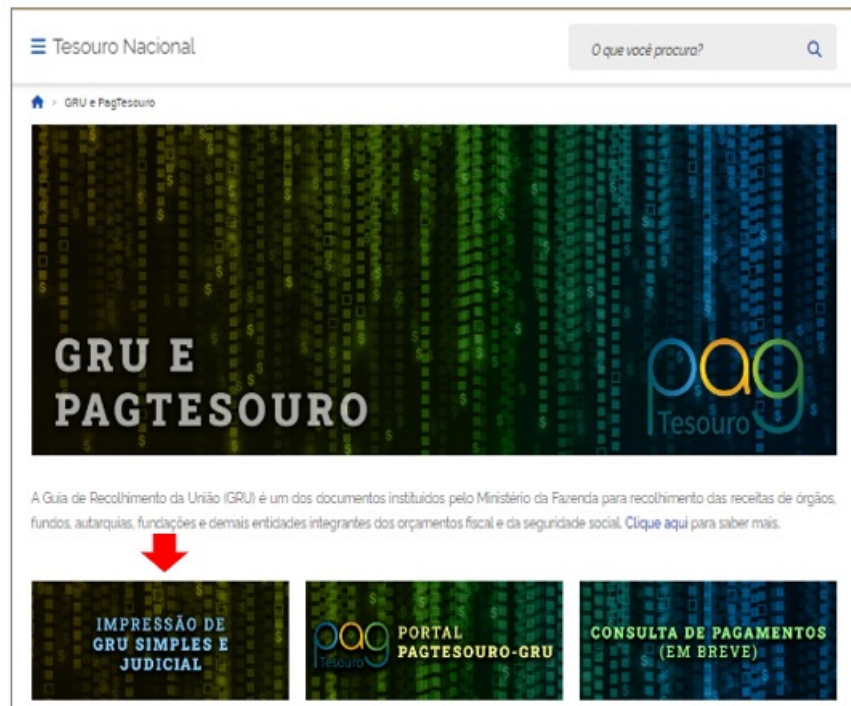 Tesouro Nacional
O que você procura?
> GRU e PagTesouro
GRU E
PAGTESOURO
pag
Tesouro
A Guia de Recolhimento da União (GRU) é um dos documentos instituídos pelo Ministério da Fazenda para recolhimento das receitas de órgãos,
fundos, autarquias, fundações e demais entidades integrantes dos orçamentos fiscal e da seguridade social. Clique aqui para saber mais.
IMPRESSÃO DE
GRU SIMPLES E
JUDICIAL
pag
Tesouro
PORTAL
PAGTESOURO-GRU
CONSULTA DE PAGAMENTOS
(EM BREVE)